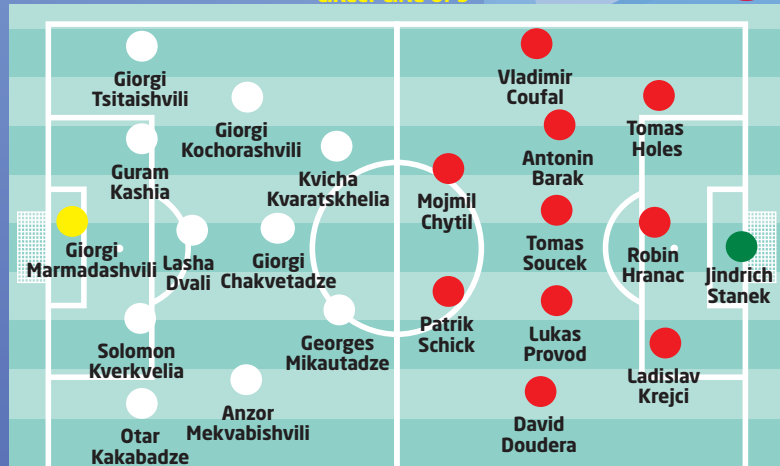 Giorgi
Tsitaishvili
Giorgi
Kochorashvili
Guram
Kashia
Kvicha
Kvaratskhelia
Giorgi
Marmadashvili
Lasha
Dvali
Giorgi
Chakvetadze
Solomon
Kverkvelia
Georges
Mikautadze
Otar
Kakabadze
Anzor
Mekvabishvili
Vladimir
Coufal
Tomas
Holes
Antonin
Barak
Mojmil
Chytil
Tomas
Soucek
Robin
Hranac
Jindrich
Stanek
Patrik
Schick
Lukas
Provod
Ladislav
Krejci
David
Doudera